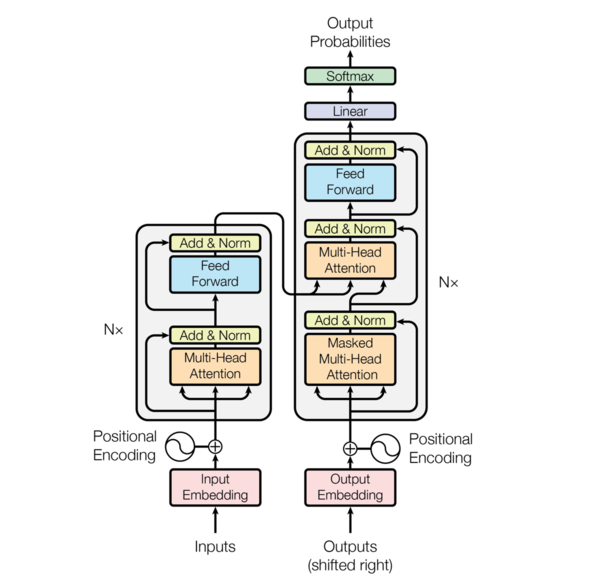 Output
Probabilities
Softmax
Linear
Add & Norm
Feed
Forward
Add & Norm
Multi-Head
Attention
Add & Norm
Masked
Multi-Head
Attention
Nx
Add & Norm
Feed
Forward
Add & Norm
Multi-Head
Attention
Nx
Positional
Encoding
Positional
Encoding
Input
Embedding
Output
Embedding
Inputs
Outputs
(shifted right)